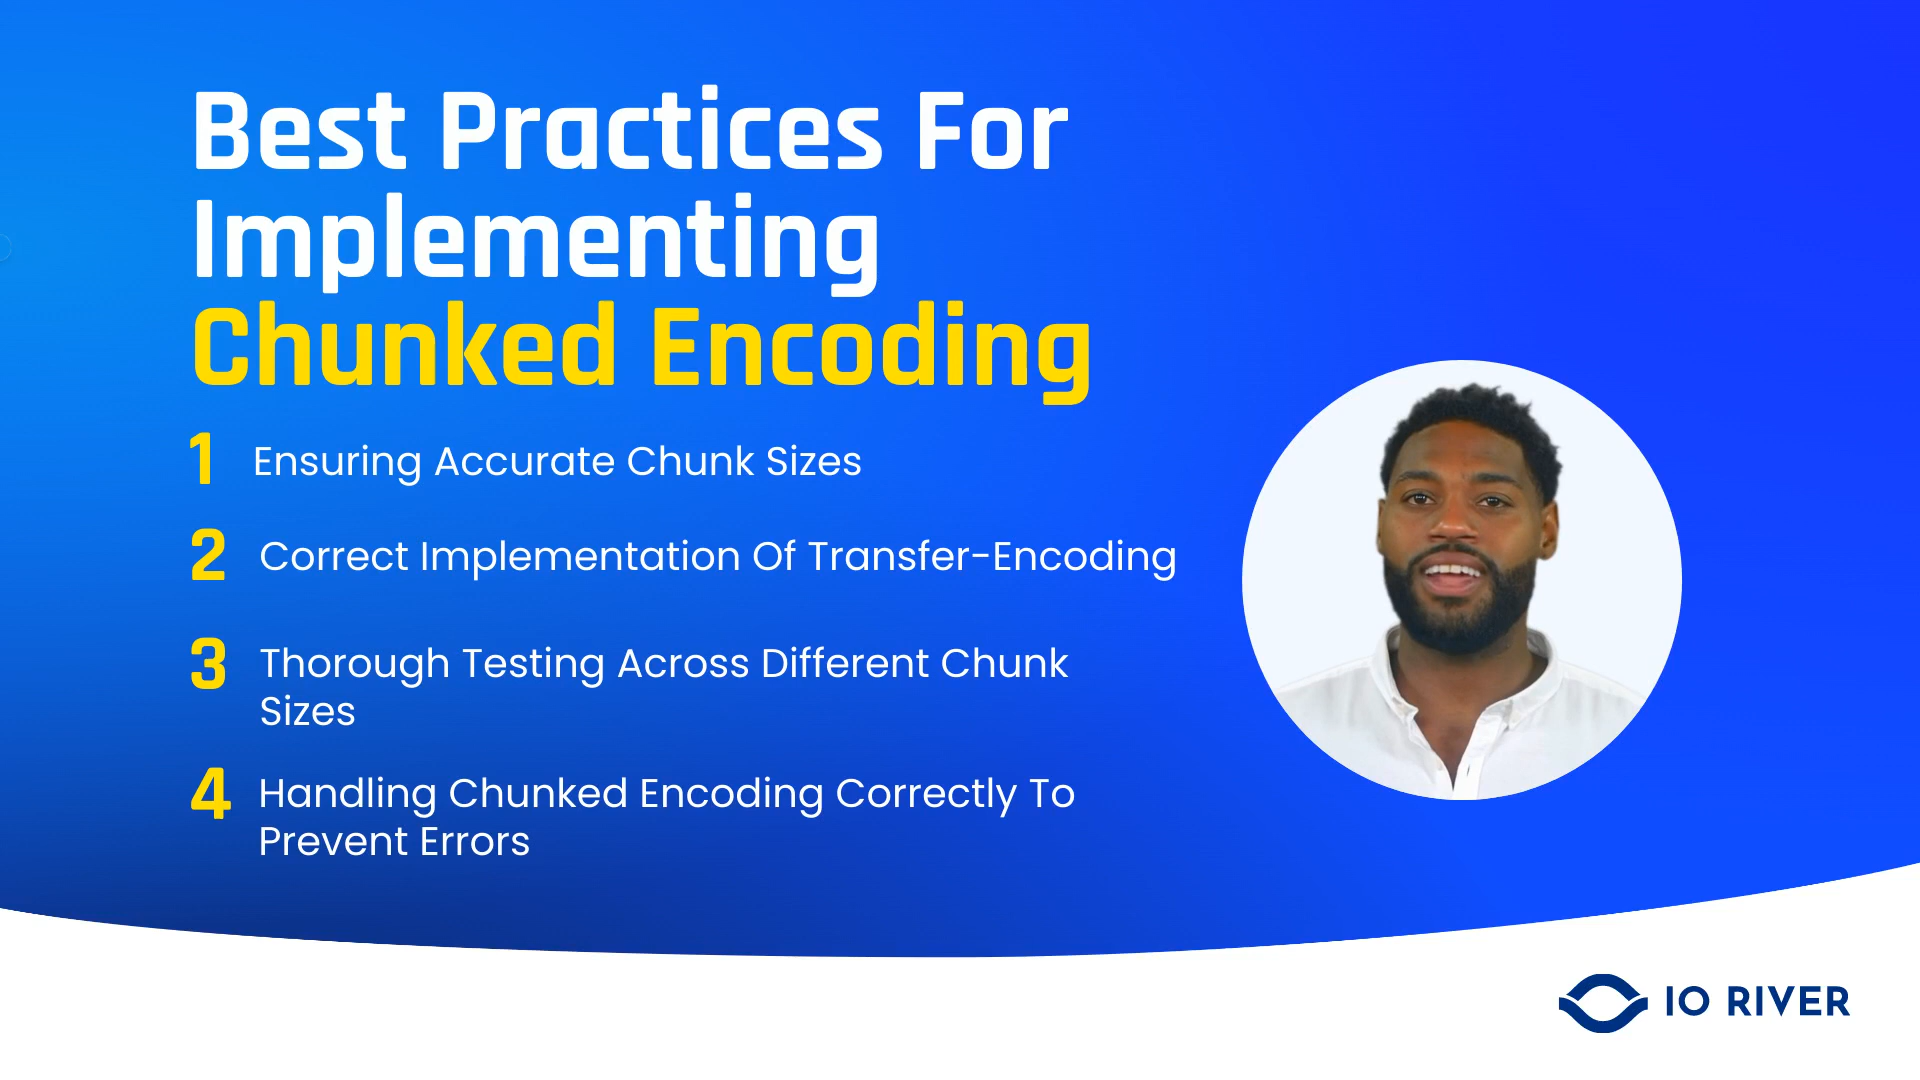 Best Practices For
Implementing
Chunked Encoding
1 Ensuring Accurate Chunk Sizes
2 Correct Implementation Of Transfer-Encoding
3 Thorough Testing Across Different Chunk
Sizes
4 Handling Chunked Encoding Correctly To
Prevent Errors
IO RIVER